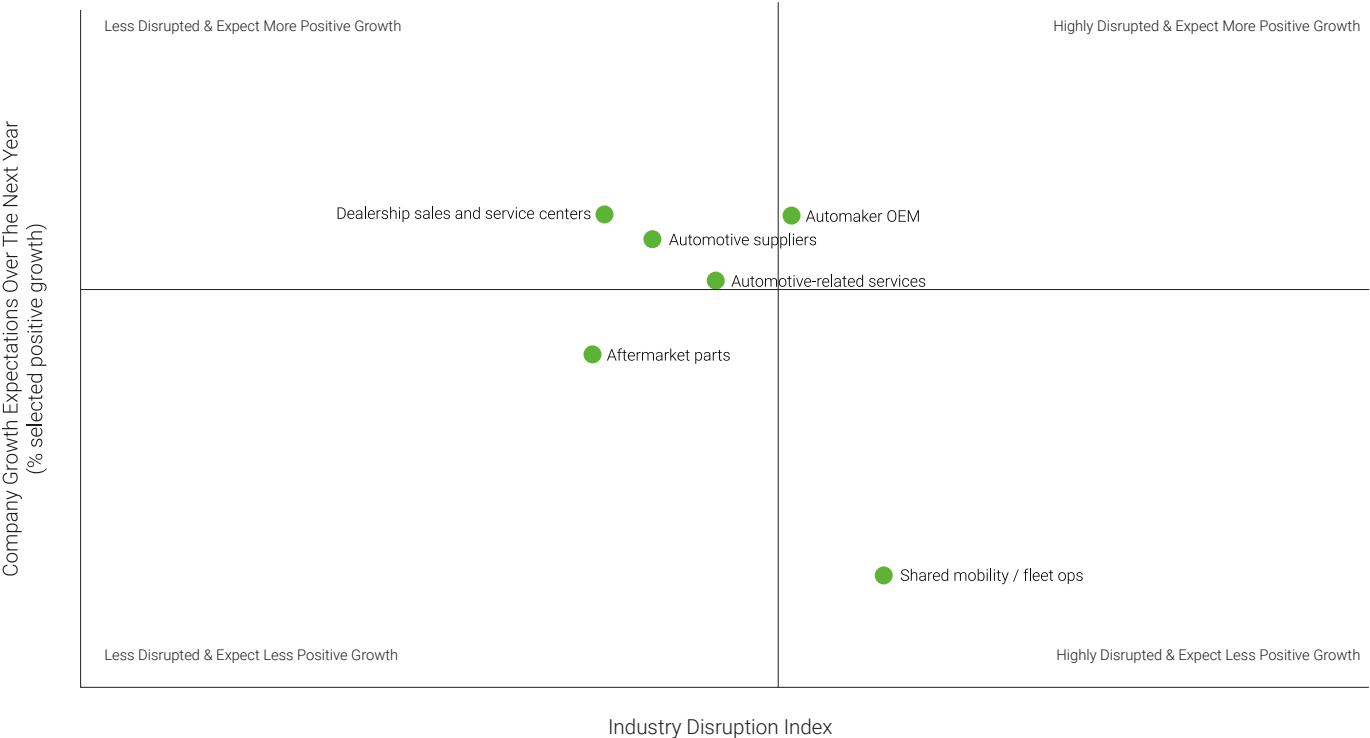 Less Disrupted & Expect More Positive Growth
Highly Disrupted & Expect More Positive Growth
Company Growth Expectations Over The Next Year
(% selected positive growth)
Dealership sales and service centers
Automaker OEM
Automotive suppliers
Automotive-related services
Aftermarket parts
Shared mobility / fleet ops
Less Disrupted & Expect Less Positive Growth
Highly Disrupted & Expect Less Positive Growth
Industry Disruption Index